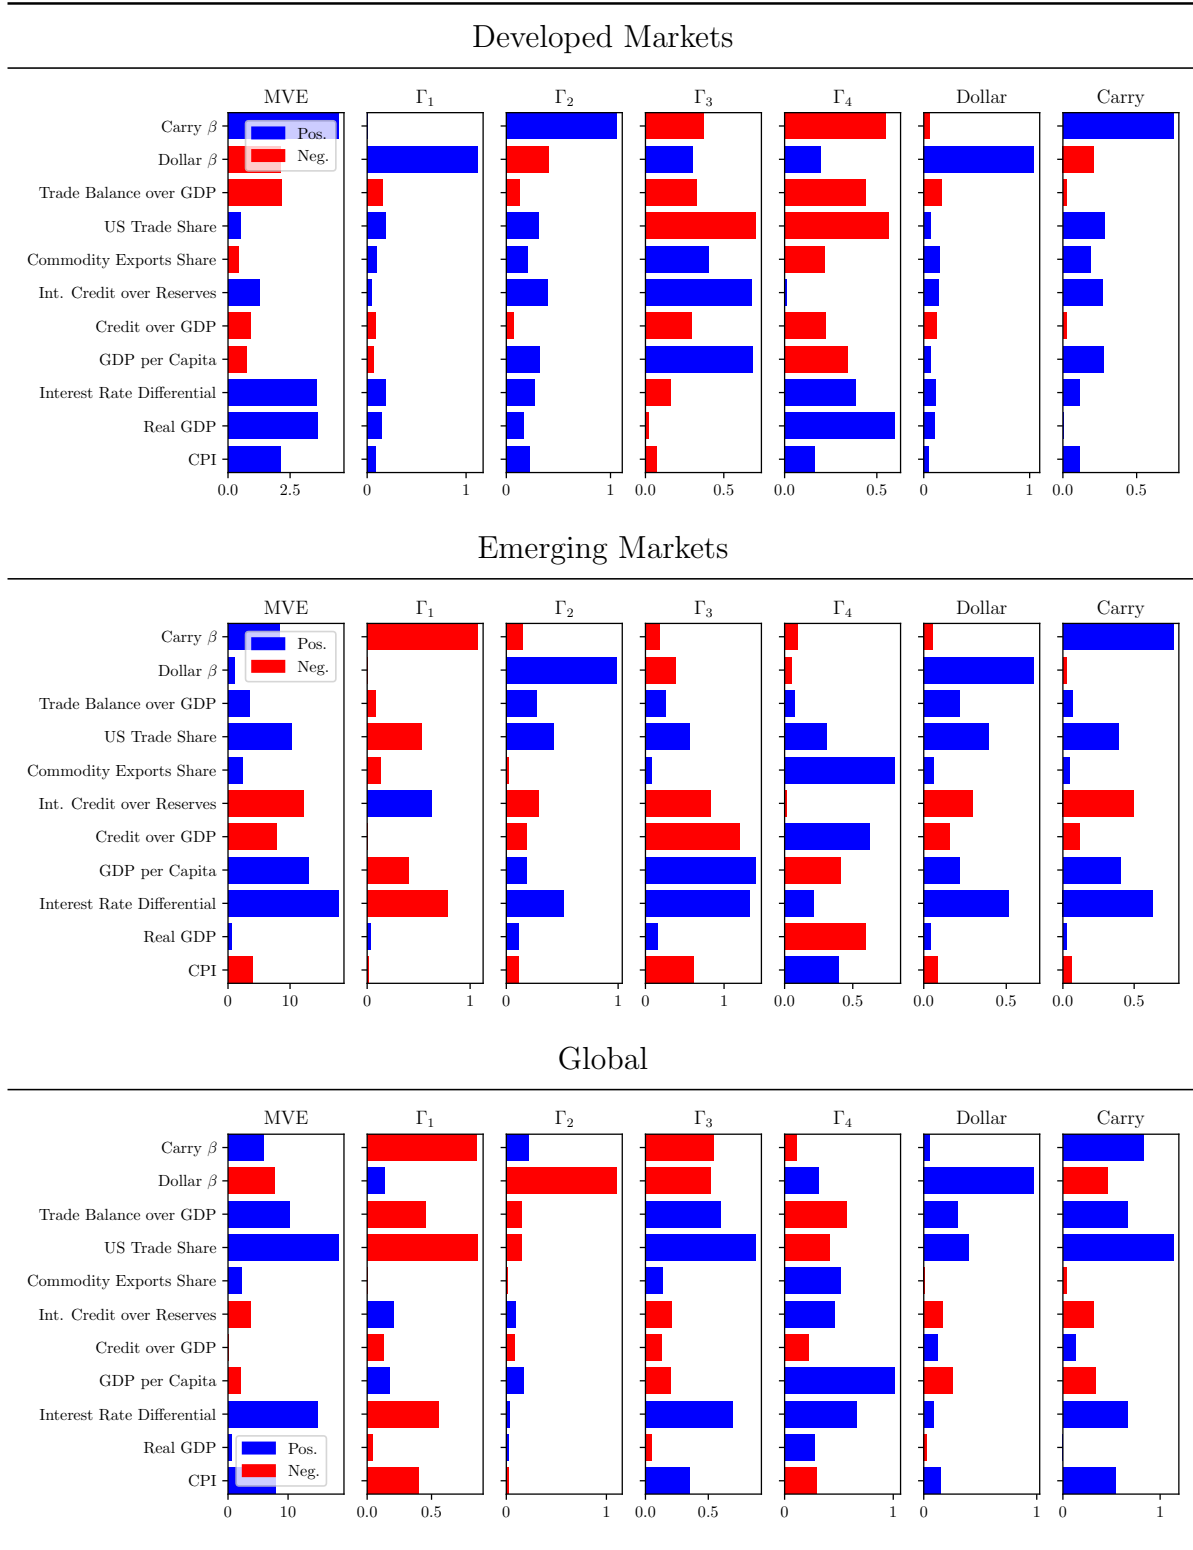 Developed Markets
MVE Γ₁ Γ₂ Γ₃ Γ₄ Dollar Carry
Carry β
Dollar β
Trade Balance over GDP
US Trade Share
Commodity Exports Share
Int. Credit over Reserves
Credit over GDP
GDP per Capita
Interest Rate Differential
Real GDP
CPI
Pos.
Neg.
0.0 2.5 0 1 0 1 0.0 0.5 0.0 0.5 0 1 0.0 0.5
Emerging Markets
MVE Γ₁ Γ₂ Γ₃ Γ₄ Dollar Carry
Carry β
Dollar β
Trade Balance over GDP
US Trade Share
Commodity Exports Share
Int. Credit over Reserves
Credit over GDP
GDP per Capita
Interest Rate Differential
Real GDP
CPI
Pos.
Neg.
0 10 0 1 0 1 0 1 0.0 0.5 0.0 0.5 0.0 0.5
Global
MVE Γ₁ Γ₂ Γ₃ Γ₄ Dollar Carry
Carry β
Dollar β
Trade Balance over GDP
US Trade Share
Commodity Exports Share
Int. Credit over Reserves
Credit over GDP
GDP per Capita
Interest Rate Differential
Real GDP
CPI
Pos.
Neg.
0 10 0.0 0.5 0 1 0.0 0.5 0 1 0 1 0 1